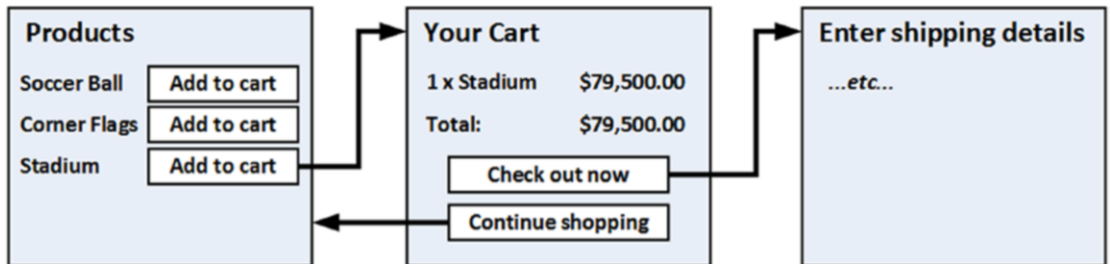 Products
Soccer Ball Add to cart
Corner Flags Add to cart
Stadium Add to cart
Your Cart
1 x Stadium $79,500.00
Total: $79,500.00
Check out now
Continue shopping
Enter shipping details
...etc...